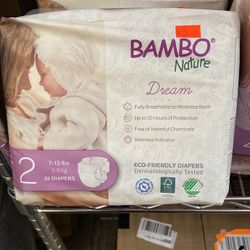 BAMBO®
Nature
Dream
Fully Breathable to Minimize Rash
Up to 12 Hours of Protection
Free of Harmful Chemicals
Wetness Indicator
2
7-13 lbs
3-6 kg
32 DIAPERS
ECO-FRIENDLY DIAPERS
Dermatologically Tested
FSC